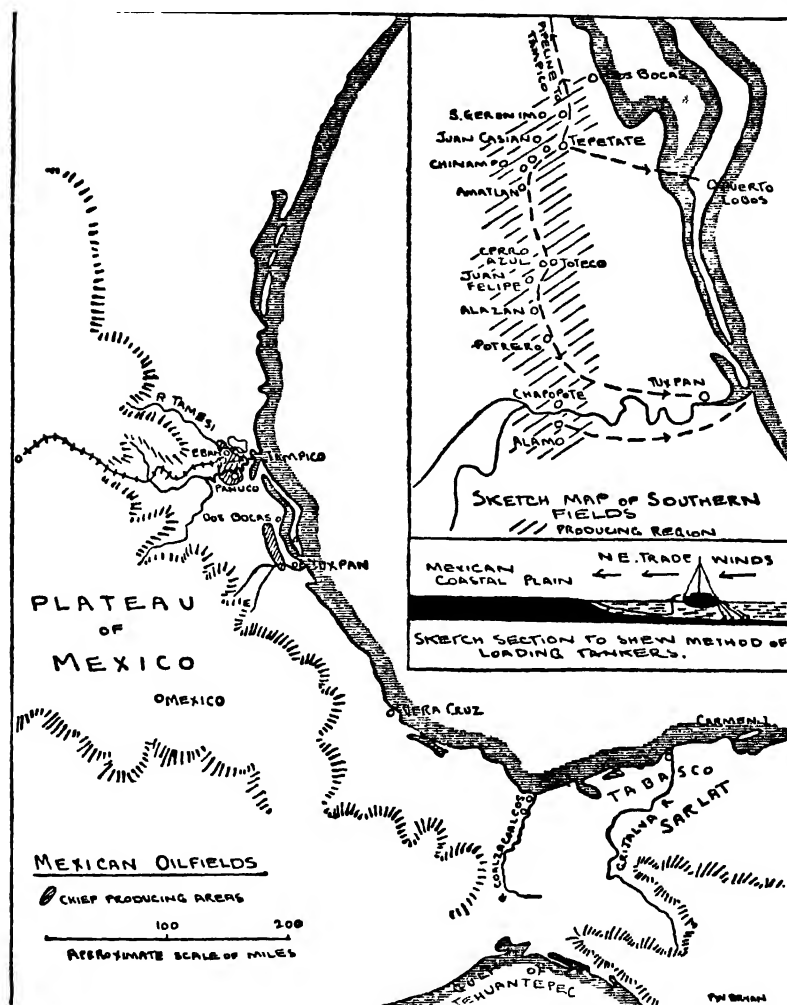 PIPELINE TO
TAMPICO
DOS BOCAS
S. GERONIMO
JUAN CASIANO
TEPETATE
CHINAMPO
AMATLAN
PUERTO
LOBOS
CERRO
AZUL
TOTECO
JUAN
FELIPE
ALAZAN
POTRERO
TUXPAN
CHAPOPOTE
ALAMO
SKETCH MAP OF SOUTHERN
FIELDS
PRODUCING REGION
MEXICAN
COASTAL PLAIN
N.E. TRADE WINDS
SKETCH SECTION TO SHEW METHOD OF
LOADING TANKERS.
R. TAMESI
EBANO
TAMPICO
PANUCO
DOS BOCAS
TUXPAN
PLATEAU
OF
MEXICO
MEXICO
VERA CRUZ
CARMEN I.
TABASCO
SARLAT
GRIJALVA R
COALZACALCOS
OF
TEHUANTEPEC
MEXICAN OILFIELDS
CHIEF PRODUCING AREAS
100 200
APPROXIMATE SCALE OF MILES